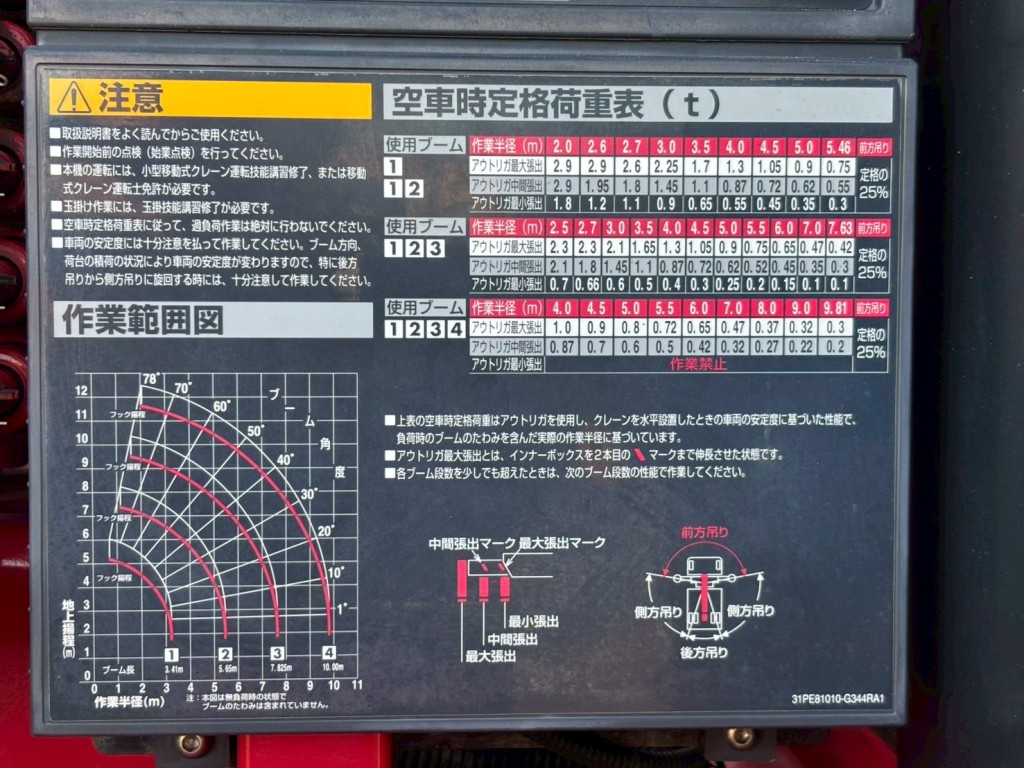 注意
■取扱説明書をよく読んでからご使用ください。
■作業開始前の点検（始業点検）を行ってください。
■本機の運転には、小型移動式クレーン運転技能講習修了、または移動
式クレーン運転士免許が必要です。
■玉掛け作業には、玉掛技能講習修了が必要です。
■空車時定格荷重表に従って、過負荷作業は絶対に行わないでください。
■車両の安定度には十分注意を払って作業してください。ブーム方向、
荷台の積荷の状況により車両の安定度が変わりますので、特に後方
吊りから側方吊りに旋回する時には、十分注意して作業してください。
作業範囲図
78° 70° 60° 50° 40° 30° 20° 10° 1°
ブーム角度
フック揚程
フック揚程
フック揚程
フック揚程
12
11
10
9
8
7
6
5
4
3
2
1
0
地上揚程(m)
1 2 3 4
ブーム長 3.41m 5.65m 7.825m 10.00m
0 1 2 3 4 5 6 7 8 9 10 11
作業半径(m)
注：本図は無負荷時の状態で
ブームのたわみは含まれていません。
空車時定格荷重表（t）
使用ブーム 作業半径（m） 2.0 2.6 2.7 3.0 3.5 4.0 4.5 5.0 5.46 前方吊り
1 アウトリガ最大張出 2.9 2.9 2.6 2.25 1.7 1.3 1.05 0.9 0.75 定格の
1 2 アウトリガ中間張出 2.9 1.95 1.8 1.45 1.1 0.87 0.72 0.62 0.55 25%
アウトリガ最小張出 1.8 1.2 1.1 0.9 0.65 0.55 0.45 0.35 0.3
使用ブーム 作業半径（m） 2.5 2.7 3.0 3.5 4.0 4.5 5.0 5.5 6.0 7.0 7.63 前方吊り
1 2 3 アウトリガ最大張出 2.3 2.3 2.1 1.65 1.3 1.05 0.9 0.75 0.65 0.47 0.42 定格の
アウトリガ中間張出 2.1 1.8 1.45 1.1 0.87 0.72 0.62 0.52 0.45 0.35 0.3 25%
アウトリガ最小張出 0.7 0.66 0.6 0.5 0.4 0.3 0.25 0.2 0.15 0.1 0.1
使用ブーム 作業半径（m） 4.0 4.5 5.0 5.5 6.0 7.0 8.0 9.0 9.81 前方吊り
1 2 3 4 アウトリガ最大張出 1.0 0.9 0.8 0.72 0.65 0.47 0.37 0.32 0.3 定格の
アウトリガ中間張出 0.87 0.7 0.6 0.5 0.42 0.32 0.27 0.22 0.2 25%
アウトリガ最小張出 作業禁止
■上表の空車時定格荷重はアウトリガを使用し、クレーンを水平設置したときの車両の安定度に基づいた性能で、
負荷時のブームのたわみを含んだ実際の作業半径に基づいています。
■アウトリガ最大張出とは、インナーボックスを2本目の マークまで伸長させた状態です。
■各ブーム段数を少しでも超えたときは、次のブーム段数の性能で作業してください。
中間張出マーク 最大張出マーク
最小張出
中間張出
最大張出
前方吊り
側方吊り 側方吊り
後方吊り
31PE81010-G344RA1